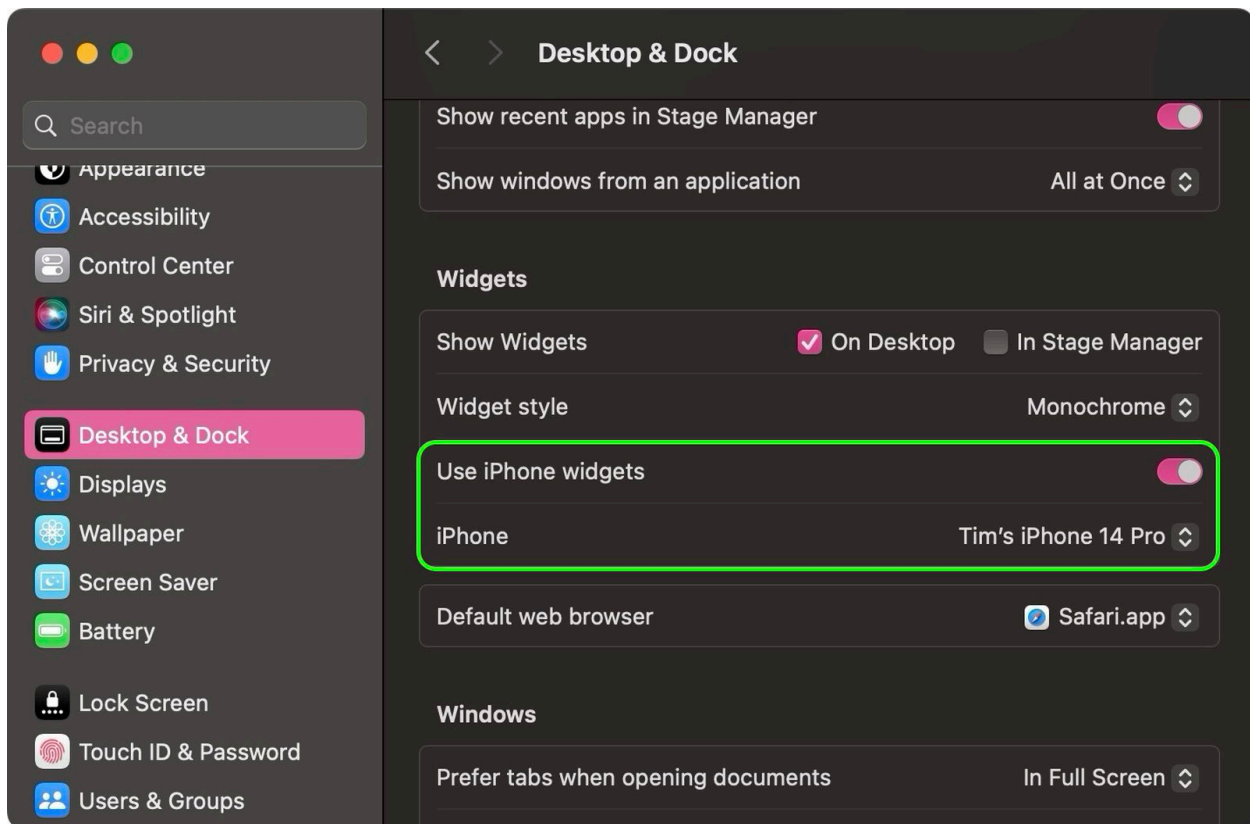 Search
Appearance
Accessibility
Control Center
Siri & Spotlight
Privacy & Security
Desktop & Dock
Displays
Wallpaper
Screen Saver
Battery
Lock Screen
Touch ID & Password
Users & Groups
Desktop & Dock
Show recent apps in Stage Manager
Show windows from an application All at Once
Widgets
Show Widgets On Desktop In Stage Manager
Widget style Monochrome
Use iPhone widgets
iPhone Tim’s iPhone 14 Pro
Default web browser Safari.app
Windows
Prefer tabs when opening documents In Full Screen